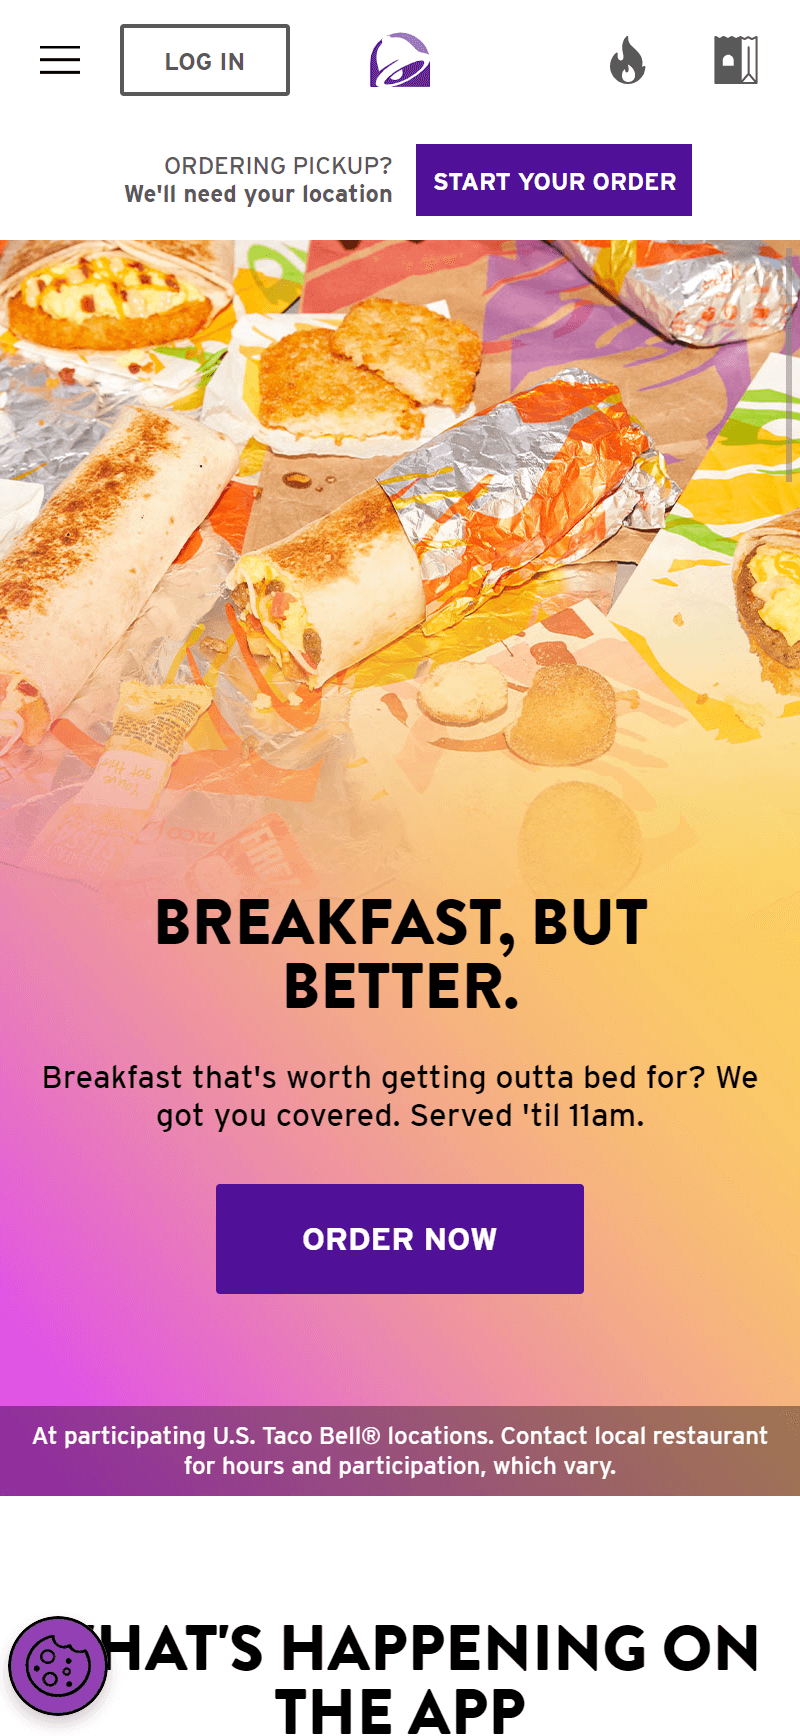 LOG IN
ORDERING PICKUP?
We'll need your location
START YOUR ORDER
FIRE!
BREAKFAST, BUT
BETTER.
Breakfast that's worth getting outta bed for? We
got you covered. Served 'til 11am.
ORDER NOW
At participating U.S. Taco Bell® locations. Contact local restaurant
for hours and participation, which vary.
HAT'S HAPPENING ON
THE APP